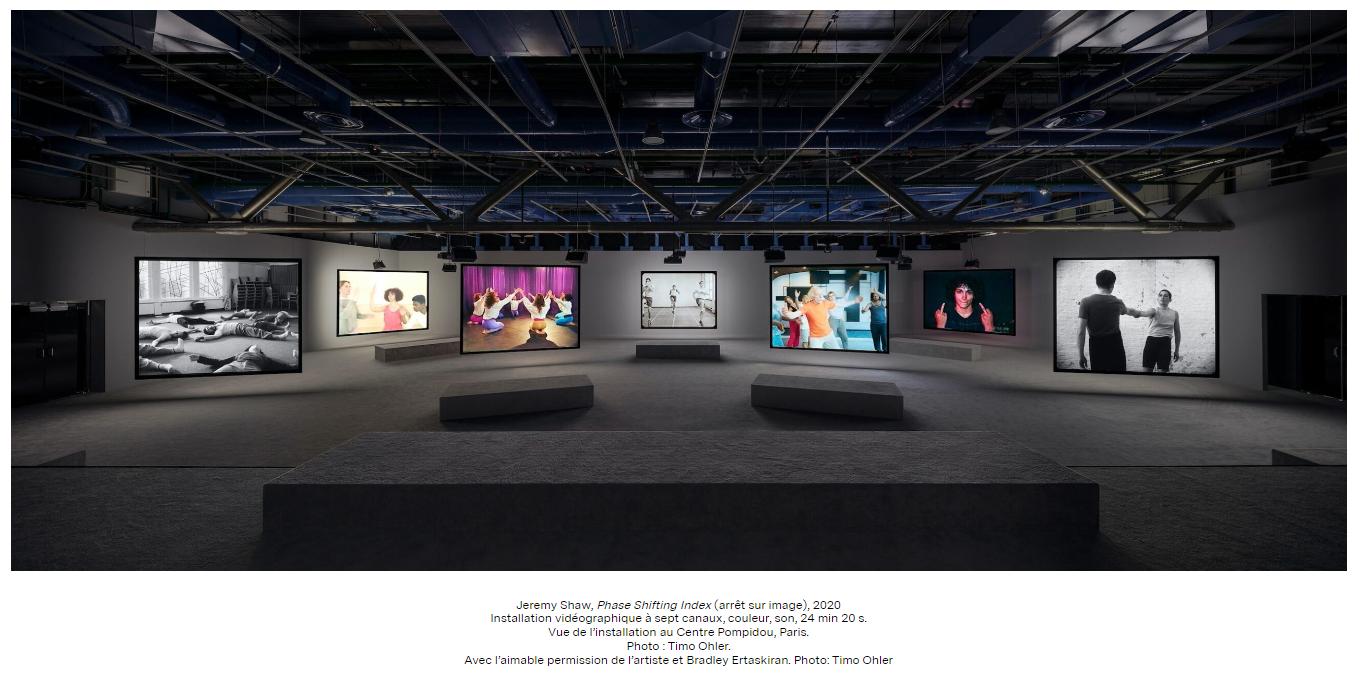 Jeremy Shaw, Phase Shifting Index (arrêt sur image), 2020
Installation vidéographique à sept canaux, couleur, son, 24 min 20 s.
Vue de l’installation au Centre Pompidou, Paris.
Photo : Timo Ohler.
Avec l’aimable permission de l’artiste et Bradley Ertaskiran. Photo: Timo Ohler